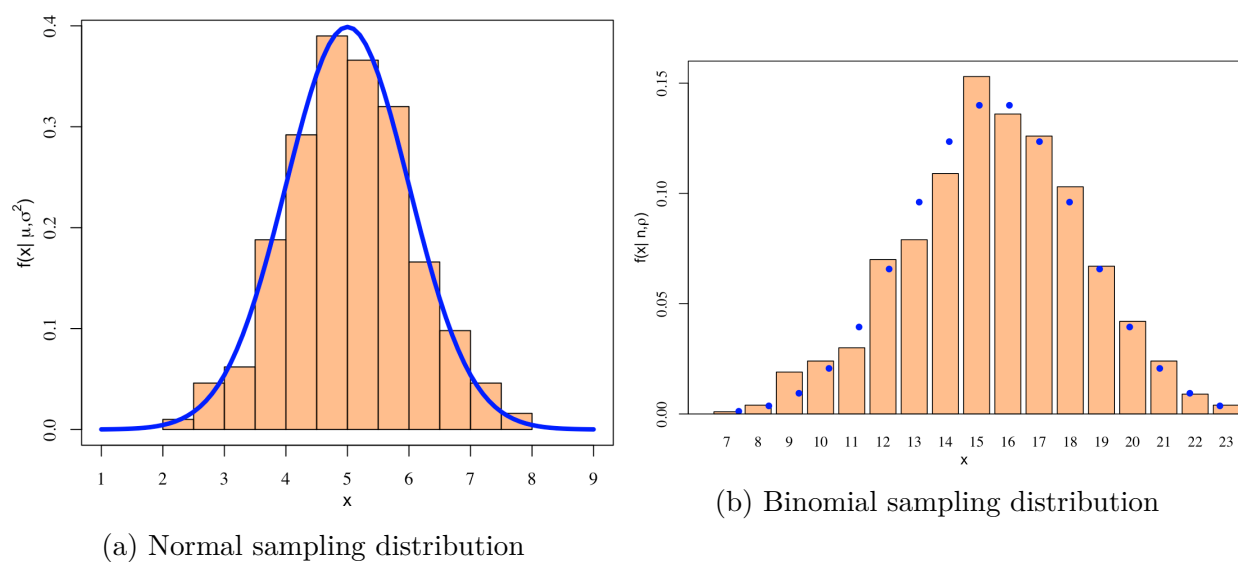 0.4
0.3
0.2
0.1
0.0
f(x| μ,σ²)
1 2 3 4 5 6 7 8 9
x
(a) Normal sampling distribution
0.15
0.10
0.05
0.00
f(x| n,ρ)
7 8 9 10 11 12 13 14 15 16 17 18 19 20 21 22 23
x
(b) Binomial sampling distribution